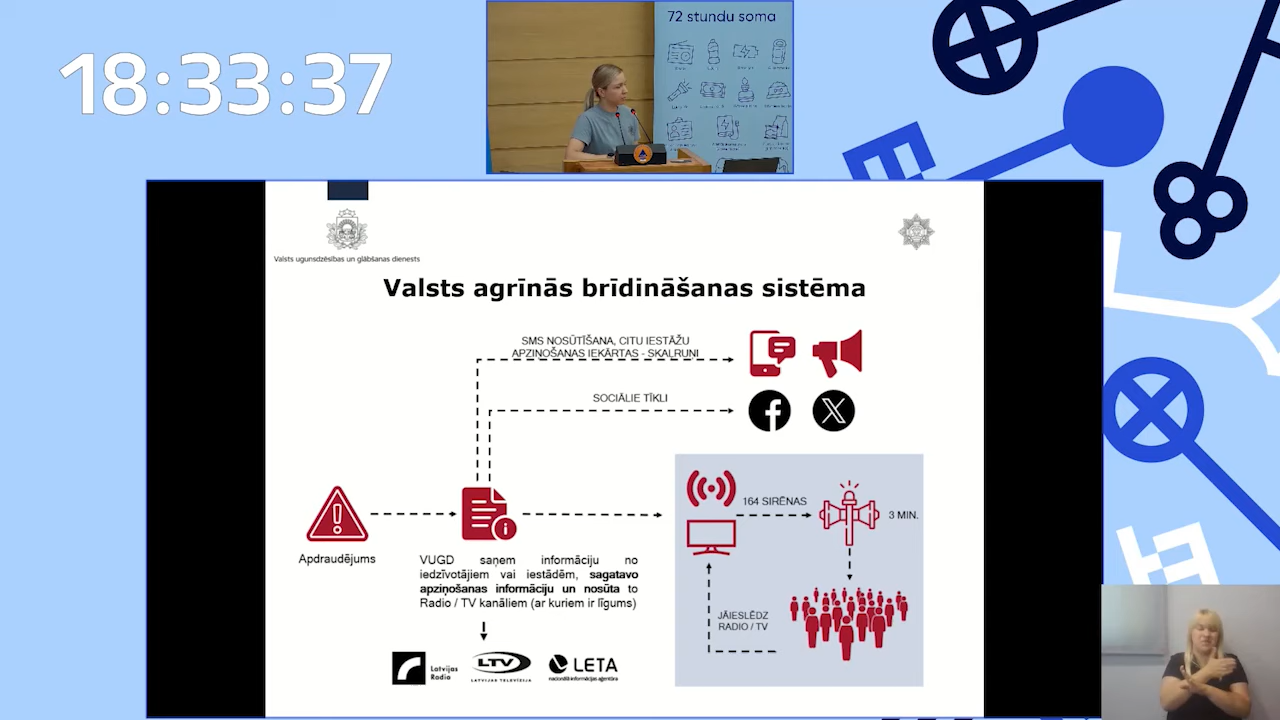 18:33:37
72 stundu soma
Valsts ugunsdzēsības un glābšanas dienests
Valsts agrīnās brīdināšanas sistēma
SMS NOSŪTĪŠANA, CITU IESTĀŽU
APZIŅOŠANAS IEKĀRTAS - SKAĻRUŅI
SOCIĀLIE TĪKLI
164 SIRĒNAS
3 MIN.
Apdraudējums
VUGD saņem informāciju no
iedzīvotājiem vai iestādēm, sagatavo
apziņošanas informāciju un nosūta to
Radio / TV kanāliem (ar kuriem ir līgums)
JĀIESLĒDZ
RADIO / TV
Latvijas
Radio
LTV
LATVIJAS TELEVĪZIJA
LETA
nacionālā informācijas aģentūra